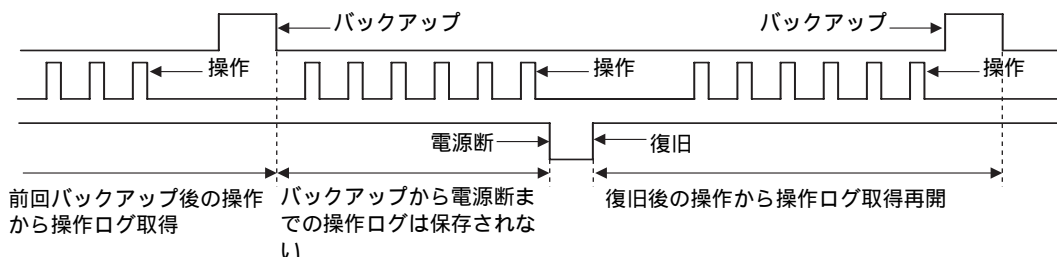 バックアップ
バックアップ
操作
操作
操作
電源断
復旧
前回バックアップ後の操作
から操作ログ取得
バックアップから電源断ま
での操作ログは保存されな
い
復旧後の操作から操作ログ取得再開